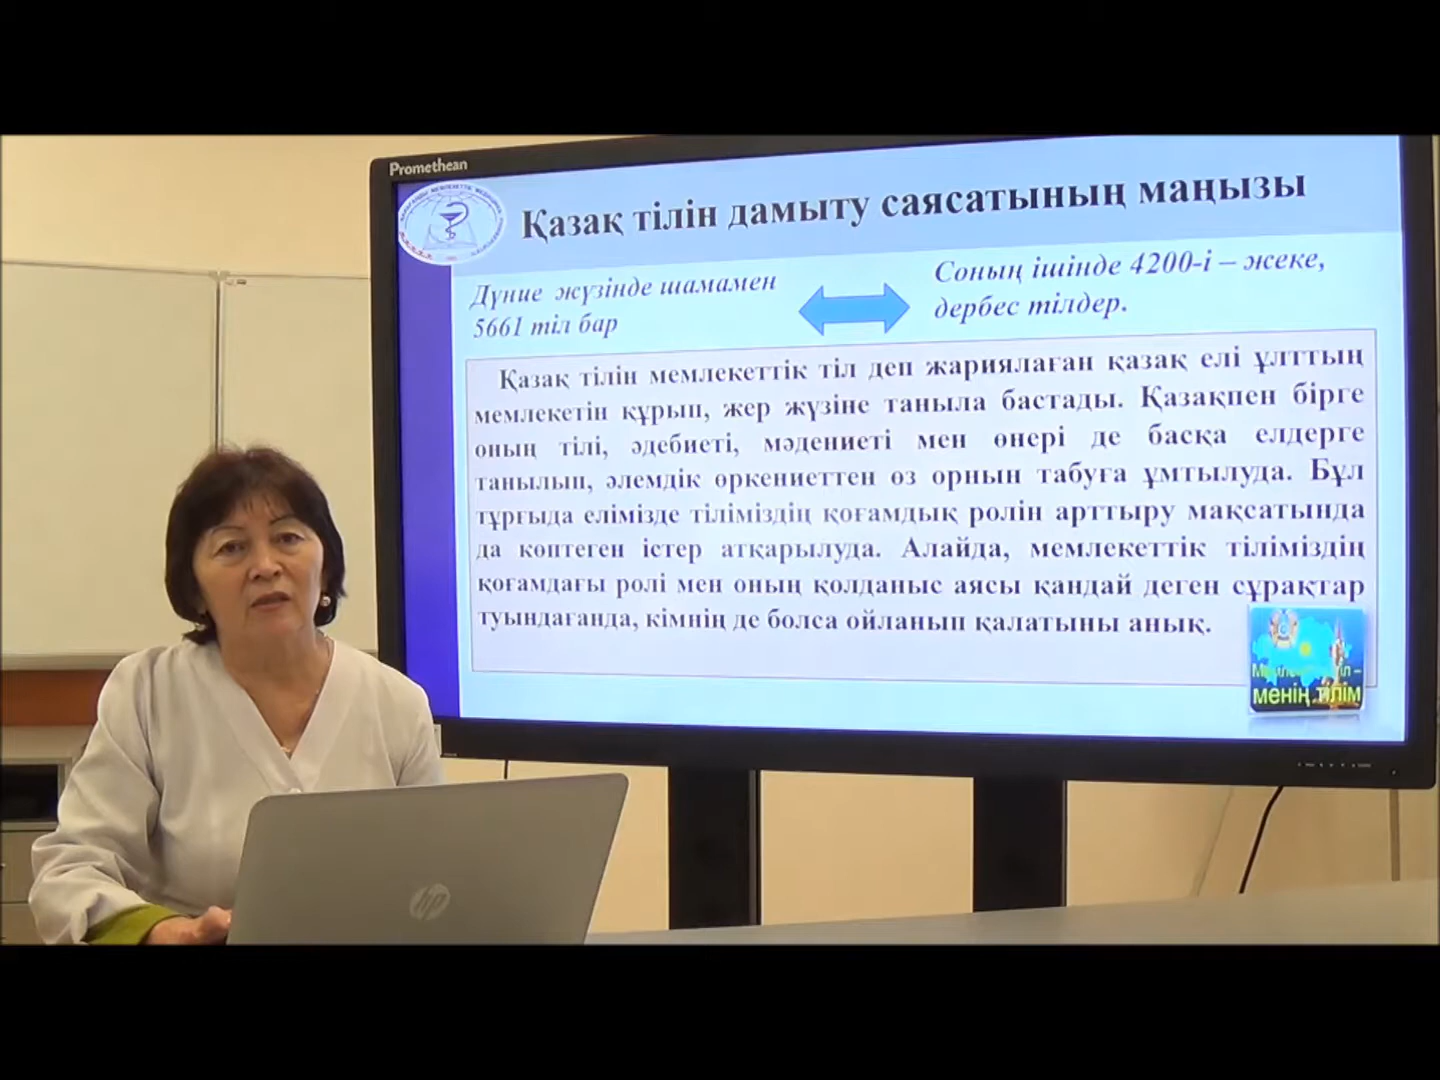 Promethean
Қазақ тілін дамыту саясатының маңызы
Дүние жүзінде шамамен
5661 тіл бар
Соның ішінде 4200-і – жеке,
дербес тілдер.
Қазақ тілін мемлекеттік тіл деп жариялаған қазақ елі ұлттың
мемлекетін құрып, жер жүзіне таныла бастады. Қазақпен бірге
оның тілі, әдебиеті, мәдениеті мен өнері де басқа елдерге
танылып, әлемдік өркениеттен өз орнын табуға ұмтылуда. Бұл
тұрғыда елімізде тіліміздің қоғамдық ролін арттыру мақсатында
да көптеген істер атқарылуда. Алайда, мемлекеттік тіліміздің
қоғамдағы ролі мен оның қолданыс аясы қандай деген сұрақтар
туындағанда, кімнің де болса ойланып қалатыны анық.
менің тілім
hp